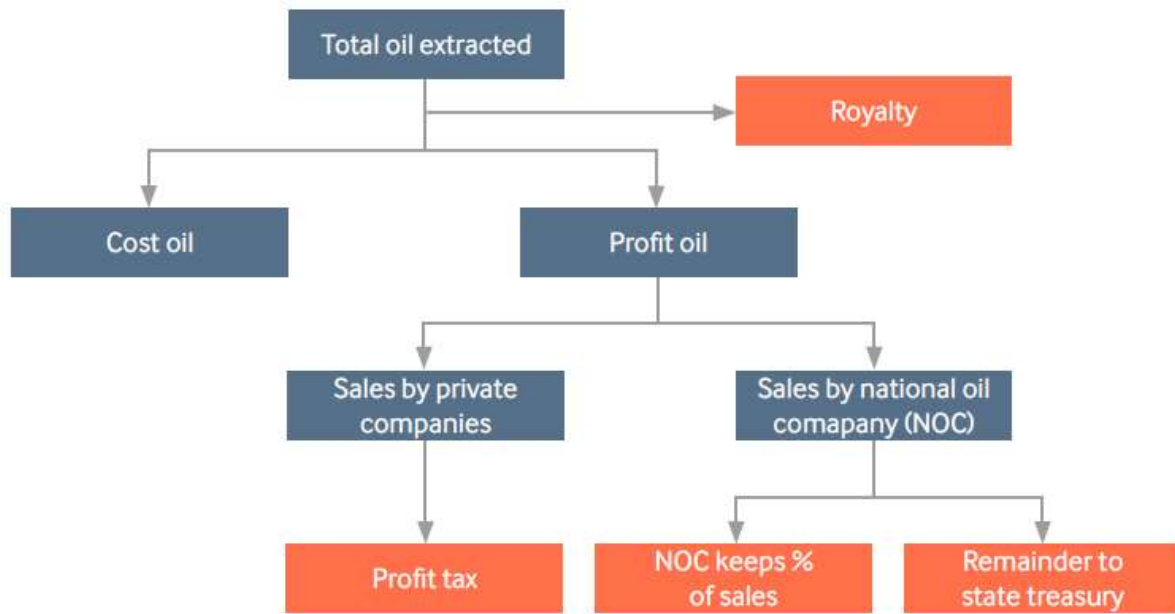 Total oil extracted
Royalty
Cost oil
Profit oil
Sales by private
companies
Sales by national oil
comapany (NOC)
Profit tax
NOC keeps %
of sales
Remainder to
state treasury